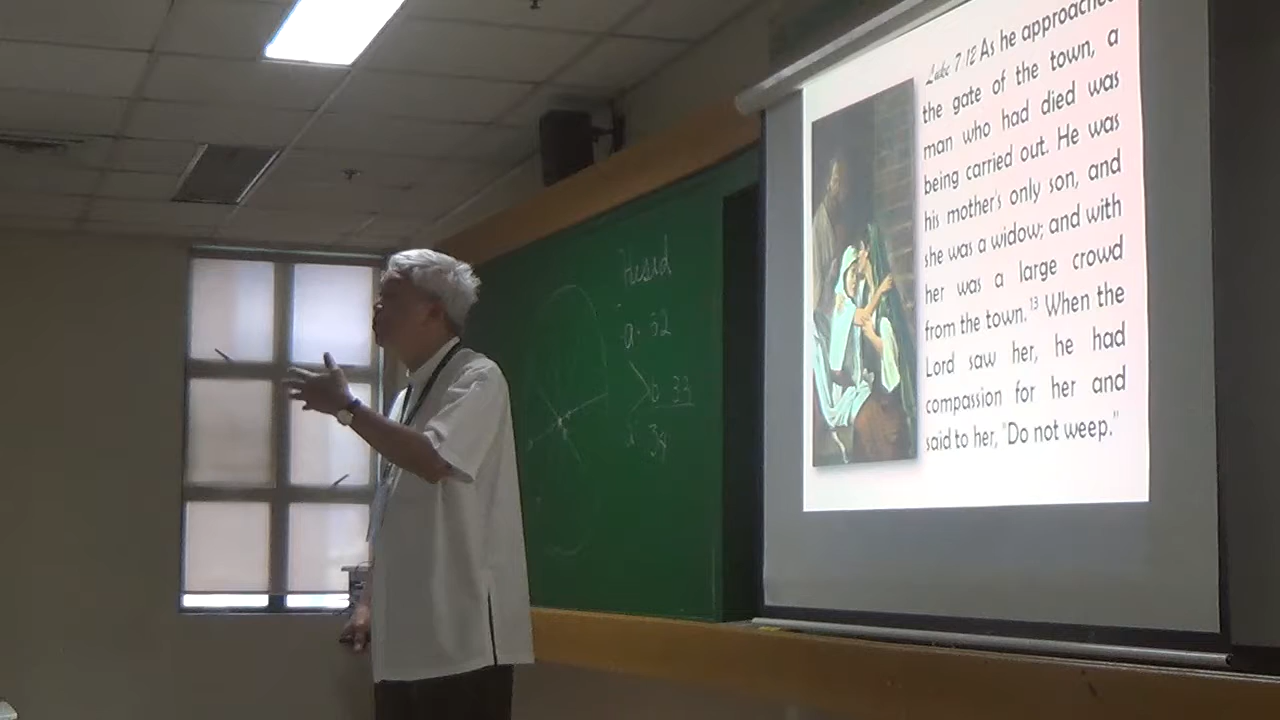 Hesed
a. 32
b 33
34
Luke 7:12 As he approached
the gate of the town, a
man who had died was
being carried out. He was
his mother's only son, and
she was a widow; and with
her was a large crowd
from the town. 13 When the
Lord saw her, he had
compassion for her and
said to her, "Do not weep."